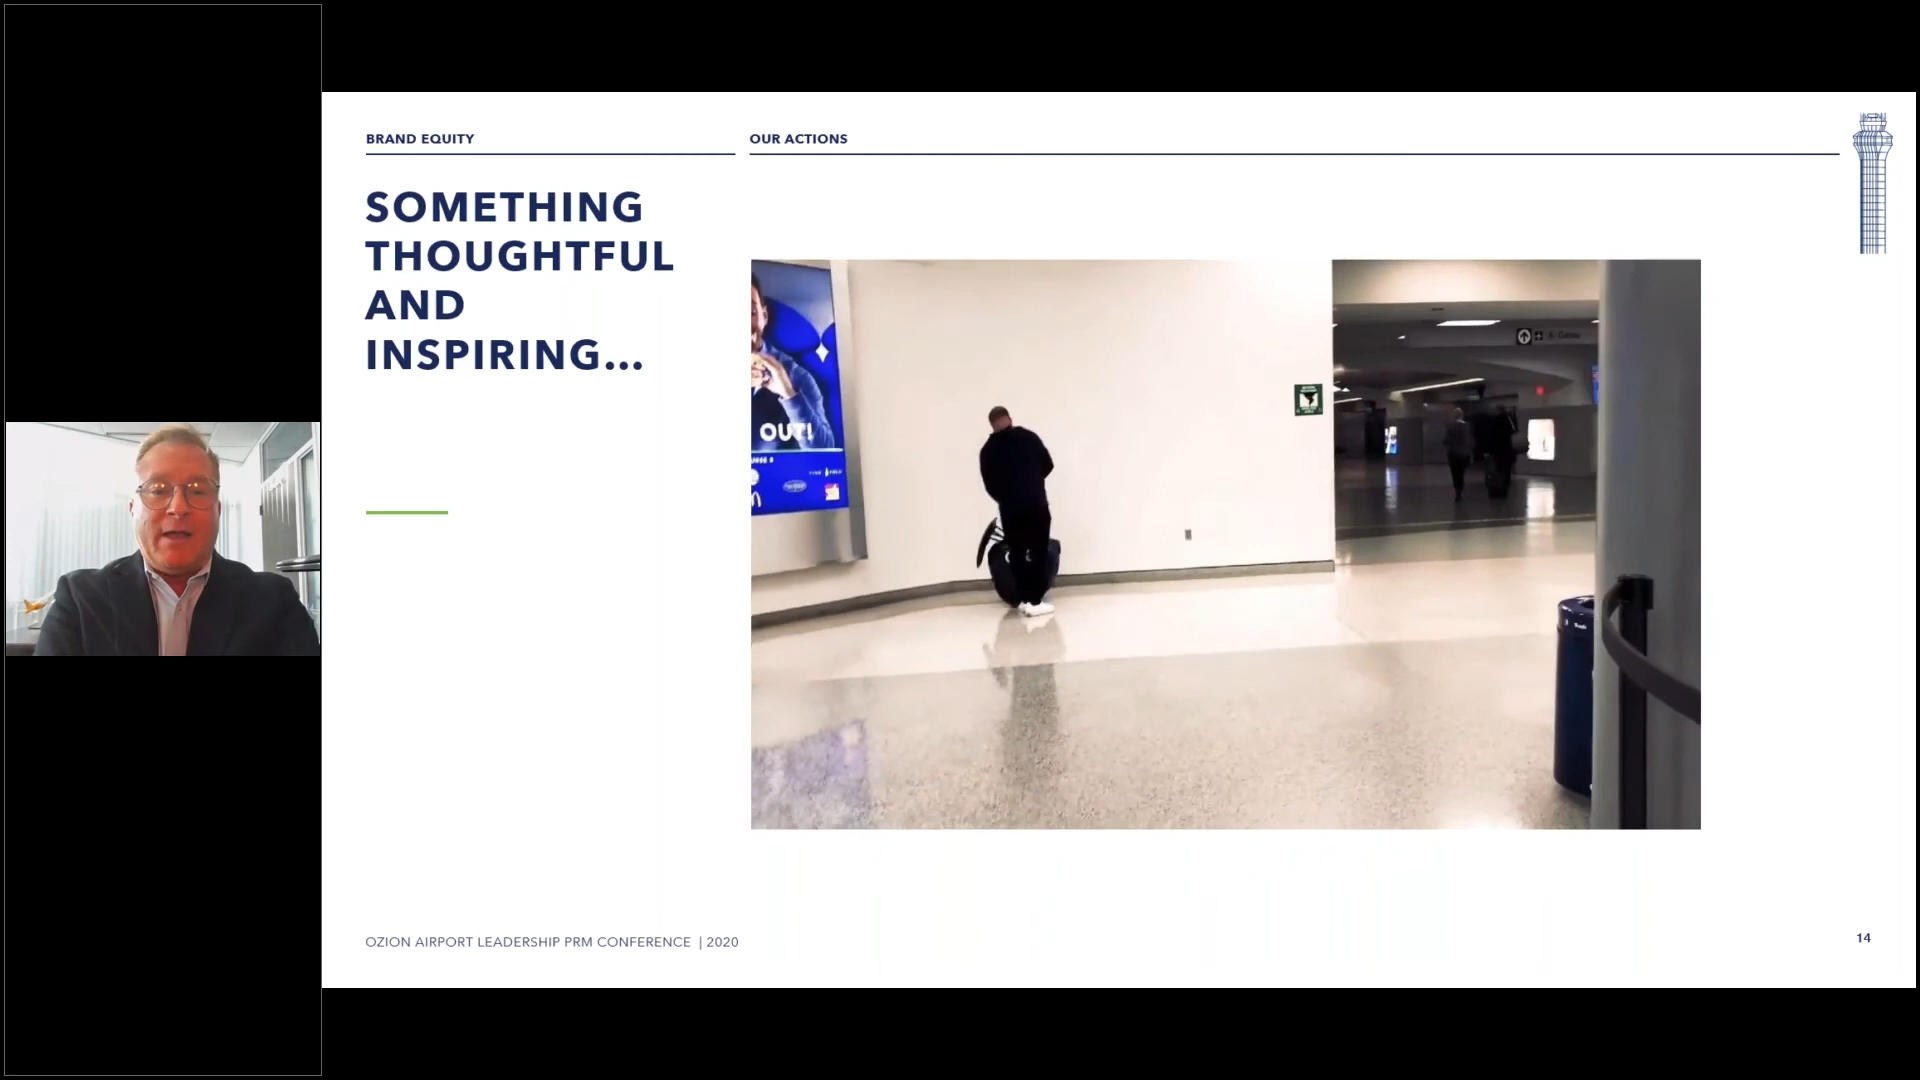 BRAND EQUITY
OUR ACTIONS
SOMETHING
THOUGHTFUL
AND
INSPIRING...
OUT!
OZION AIRPORT LEADERSHIP PRM CONFERENCE | 2020
14